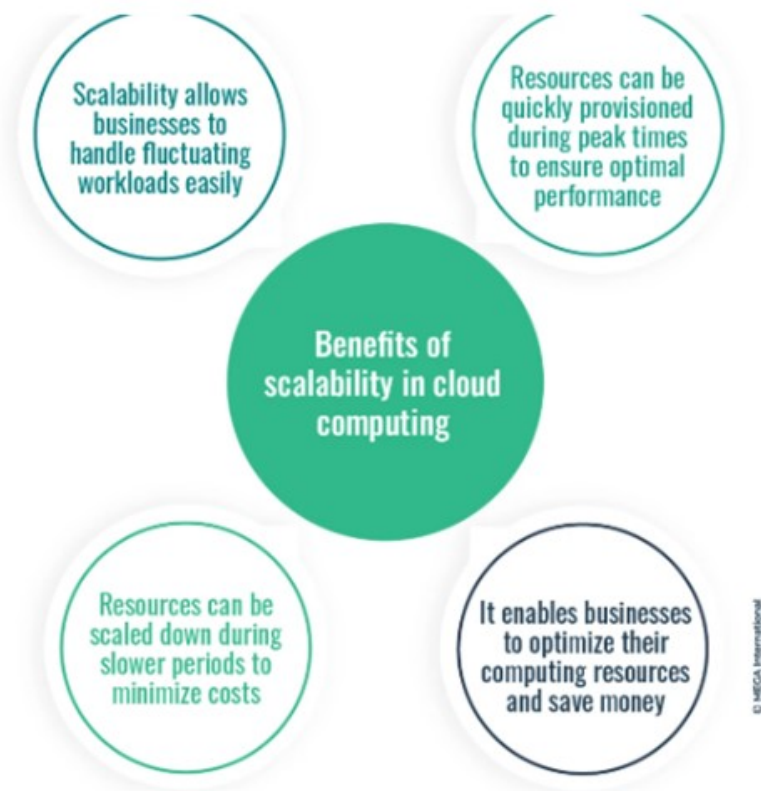 Scalability allows
businesses to
handle fluctuating
workloads easily
Resources can be
quickly provisioned
during peak times
to ensure optimal
performance
Benefits of
scalability in cloud
computing
Resources can be
scaled down during
slower periods to
minimize costs
It enables businesses
to optimize their
computing resources
and save money
© MEGA International